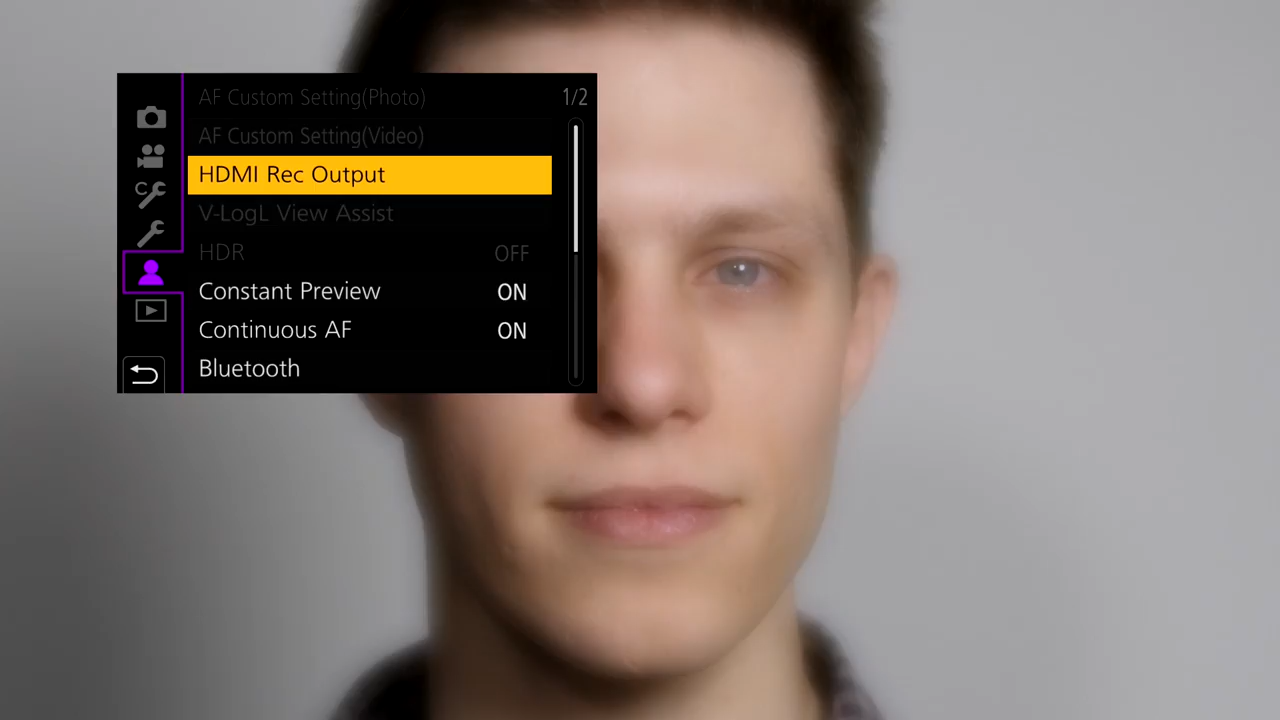 AF Custom Setting(Photo) 1/2
AF Custom Setting(Video)
HDMI Rec Output
V-LogL View Assist
HDR OFF
Constant Preview ON
Continuous AF ON
Bluetooth